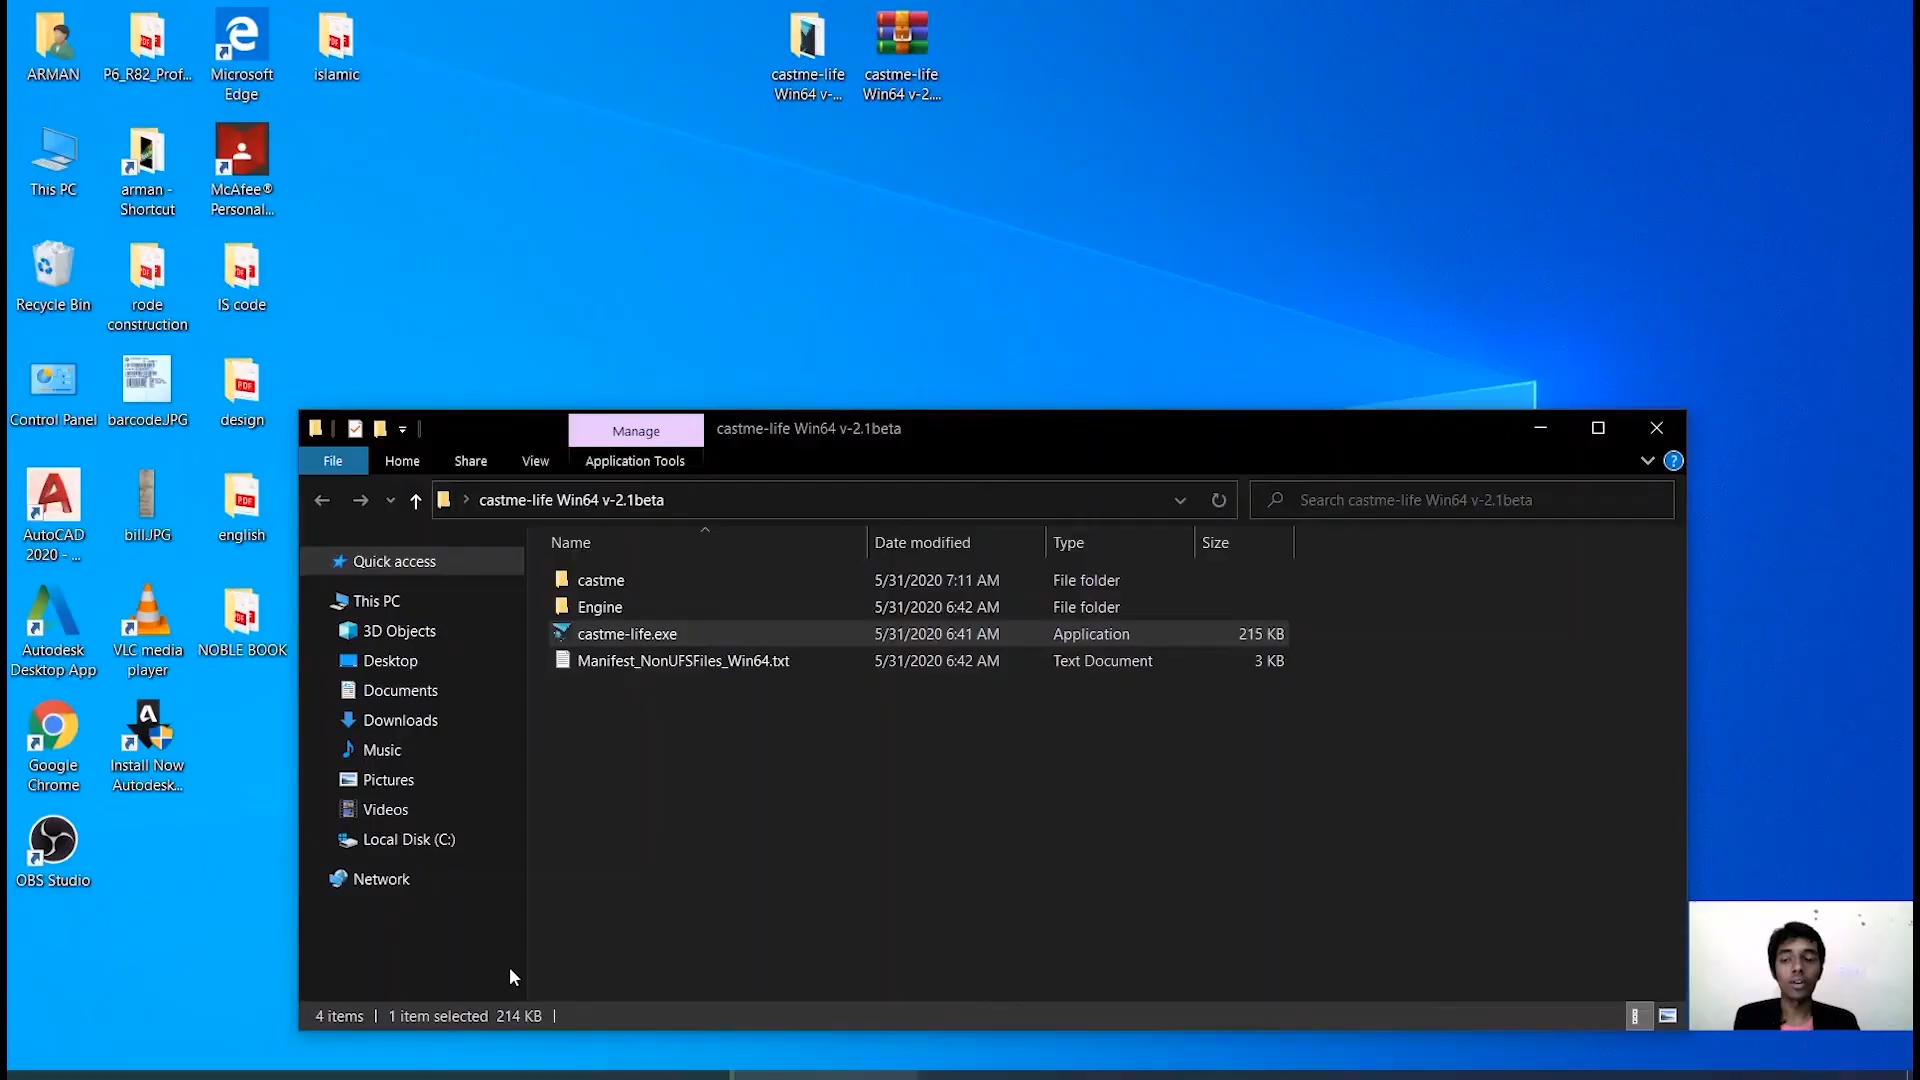 ARMAN
P6_R82_Prof...
Microsoft
Edge
islamic
castme-life
Win64 v-...
castme-life
Win64 v-2....
This PC
arman -
Shortcut
McAfee®
Personal...
Recycle Bin
rode
construction
IS code
Control Panel
barcode.JPG
design
AutoCAD
2020 - ...
bill.JPG
english
Autodesk
Desktop App
VLC media
player
NOBLE BOOK
Google
Chrome
Install Now
Autodesk...
OBS Studio
Manage
castme-life Win64 v-2.1beta
File
Home
Share
View
Application Tools
castme-life Win64 v-2.1beta
Search castme-life Win64 v-2.1beta
Name
Date modified
Type
Size
castme
5/31/2020 7:11 AM
File folder
Engine
5/31/2020 6:42 AM
File folder
castme-life.exe
5/31/2020 6:41 AM
Application
215 KB
Manifest_NonUFSFiles_Win64.txt
5/31/2020 6:42 AM
Text Document
3 KB
Quick access
This PC
3D Objects
Desktop
Documents
Downloads
Music
Pictures
Videos
Local Disk (C:)
Network
4 items
1 item selected 214 KB